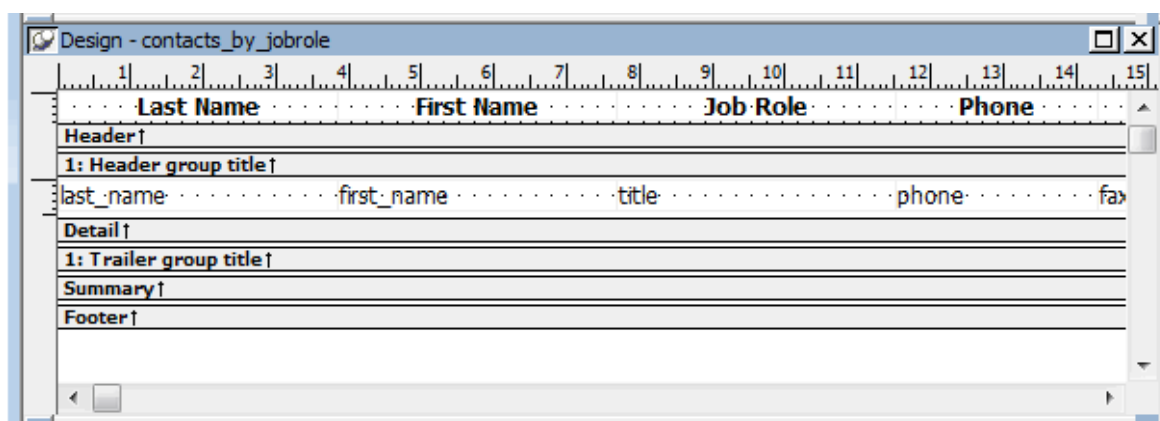 Design - contacts_by_jobrole
1 2 3 4 5 6 7 8 9 10 11 12 13 14 15
Last Name First Name Job Role Phone
Header↑
1: Header group title↑
last_name first_name title phone fax
Detail↑
1: Trailer group title↑
Summary↑
Footer↑